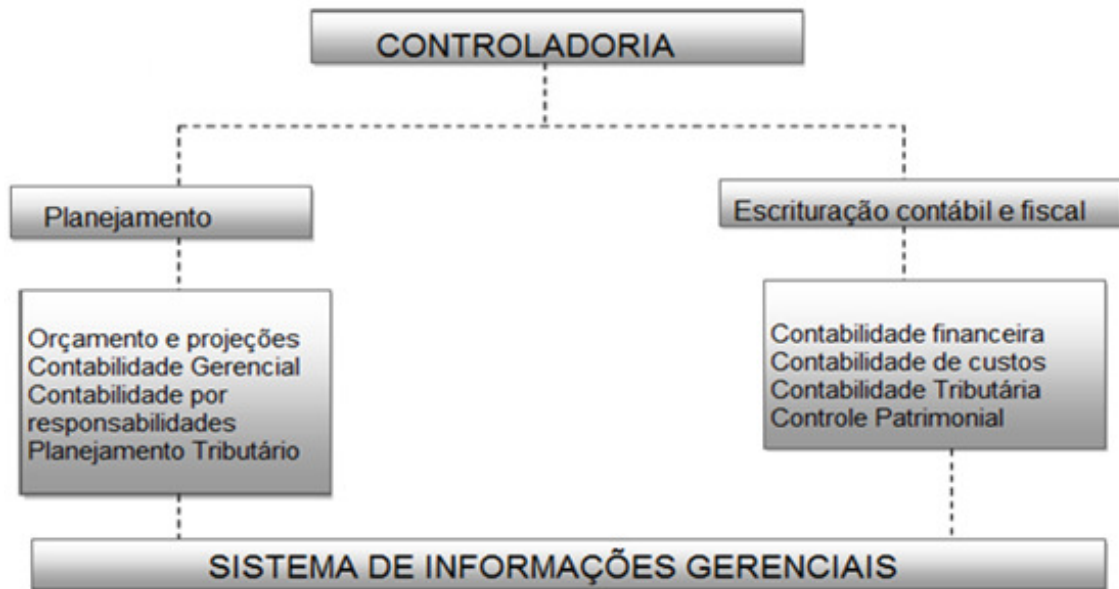 CONTROLADORIA
Planejamento
Escrituração contábil e fiscal
Orçamento e projeções
Contabilidade Gerencial
Contabilidade por
responsabilidades
Planejamento Tributário
Contabilidade financeira
Contabilidade de custos
Contabilidade Tributária
Controle Patrimonial
SISTEMA DE INFORMAÇÕES GERENCIAIS